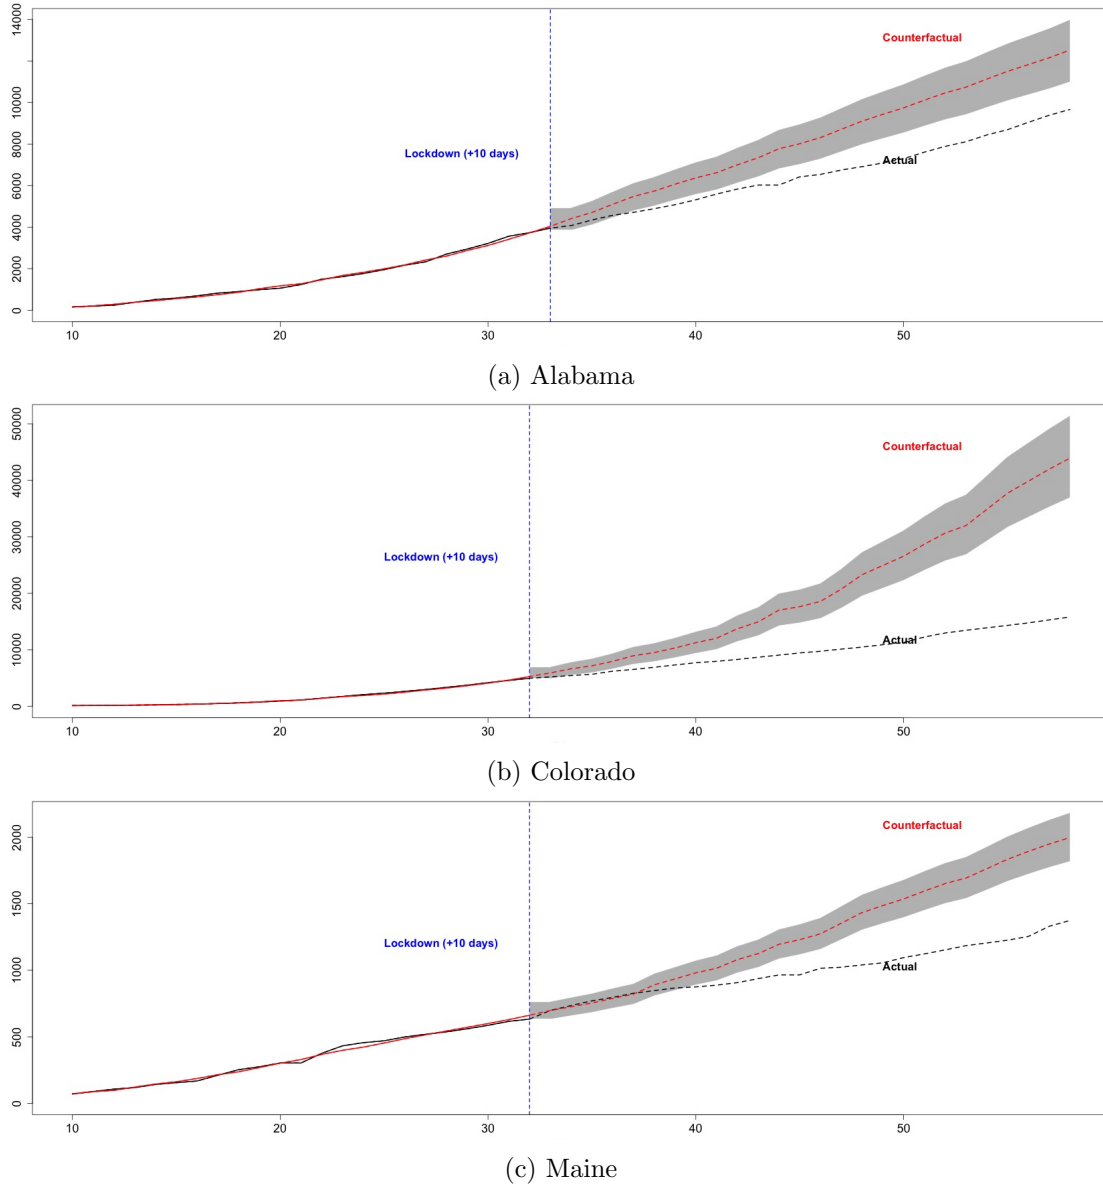 14000
Counterfactual
10000
Lockdown (+10 days)
8000
Actual
6000
4000
2000
0
10 20 30 40 50
(a) Alabama
50000
Counterfactual
40000
30000
Lockdown (+10 days)
20000
Actual
10000
0
10 20 30 40 50
(b) Colorado
2000
Counterfactual
1500
Lockdown (+10 days)
1000
Actual
500
0
10 20 30 40 50
(c) Maine